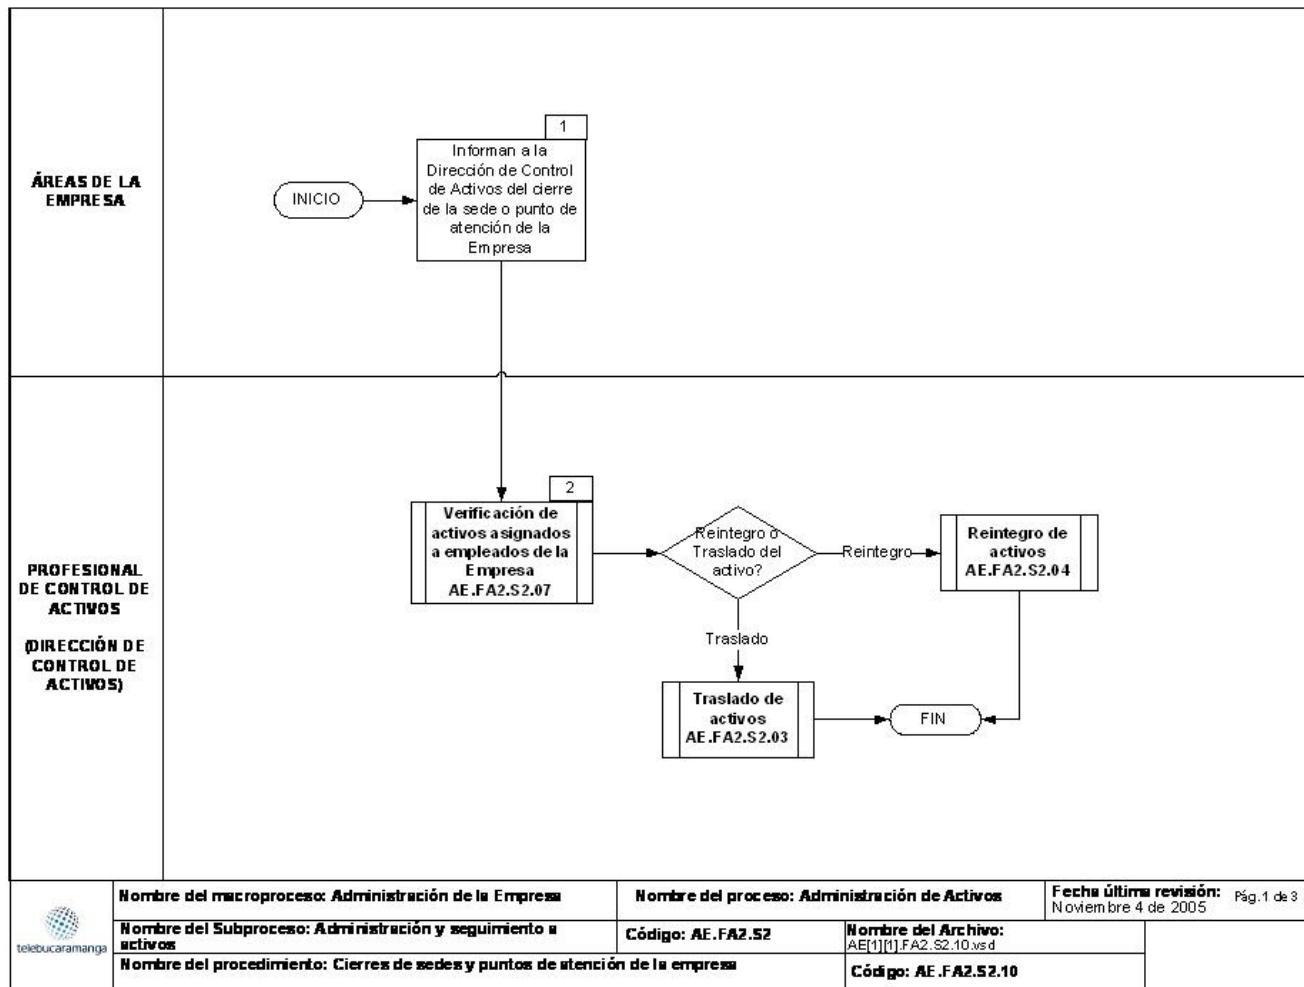 ÁREAS DE LA
EMPRESA
INICIO
1
Informan a la
Dirección de Control
de Activos del cierre
de la sede o punto de
atención de la
Empresa
PROFESIONAL
DE CONTROL DE
ACTIVOS
(DIRECCIÓN DE
CONTROL DE
ACTIVOS)
2
Verificación de
activos asignados
a empleados de la
Empresa
AE.FA2.S2.07
Reintegro o
Traslado del
activo?
Reintegro
Reintegro de
activos
AE.FA2.S2.04
Traslado
Traslado de
activos
AE.FA2.S2.03
FIN
telebucaramanga
Nombre del macroproceso: Administración de la Empresa
Nombre del proceso: Administración de Activos
Fecha última revisión:
Noviembre 4 de 2005
Pág. 1 de 3
Nombre del Subproceso: Administración y seguimiento a
activos
Código: AE.FA2.S2
Nombre del Archivo:
AE[1][1].FA2.S2.10.vsd
Nombre del procedimiento: Cierres de sedes y puntos de atención de la empresa
Código: AE.FA2.S2.10